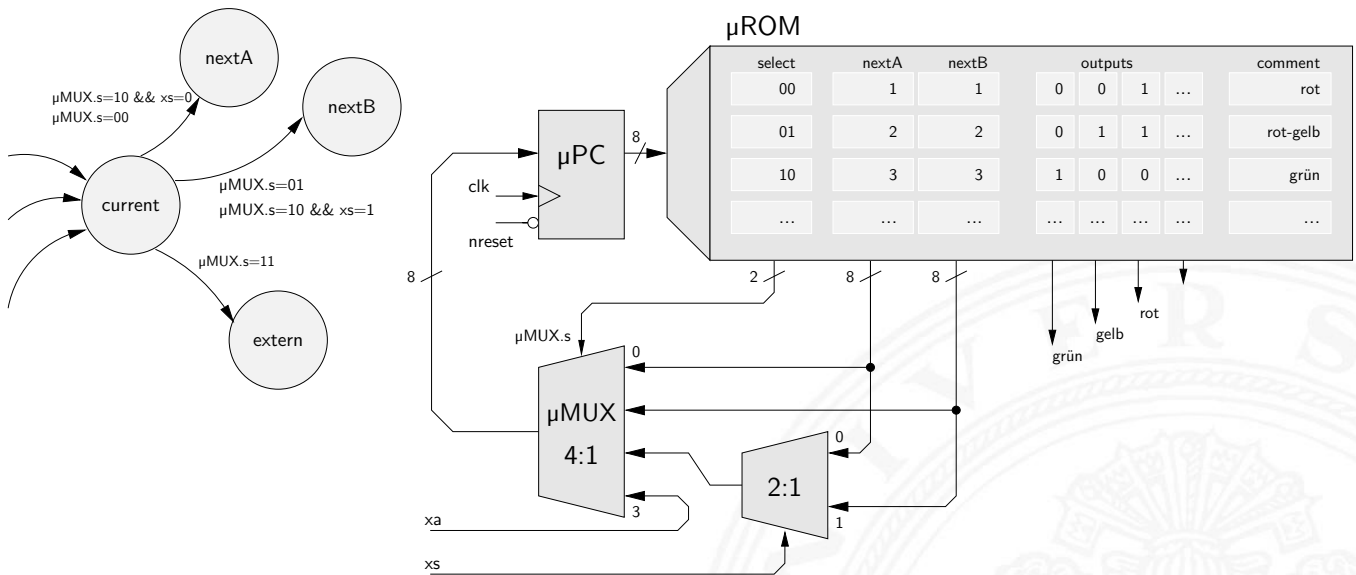 nextA
µMUX.s=10 && xs=0
µMUX.s=00
nextB
current
µMUX.s=01
µMUX.s=10 && xs=1
µMUX.s=11
extern
µROM
select nextA nextB outputs comment
00 1 1 0 0 1 ... rot
01 2 2 0 1 1 ... rot-gelb
10 3 3 1 0 0 ... grün
... ... ... ... ... ... ... ...
µPC
8
clk
nreset
8
2
8
8
µMUX.s
grün
gelb
rot
µMUX
4:1
0
3
2:1
0
1
xa
xs
IVERS